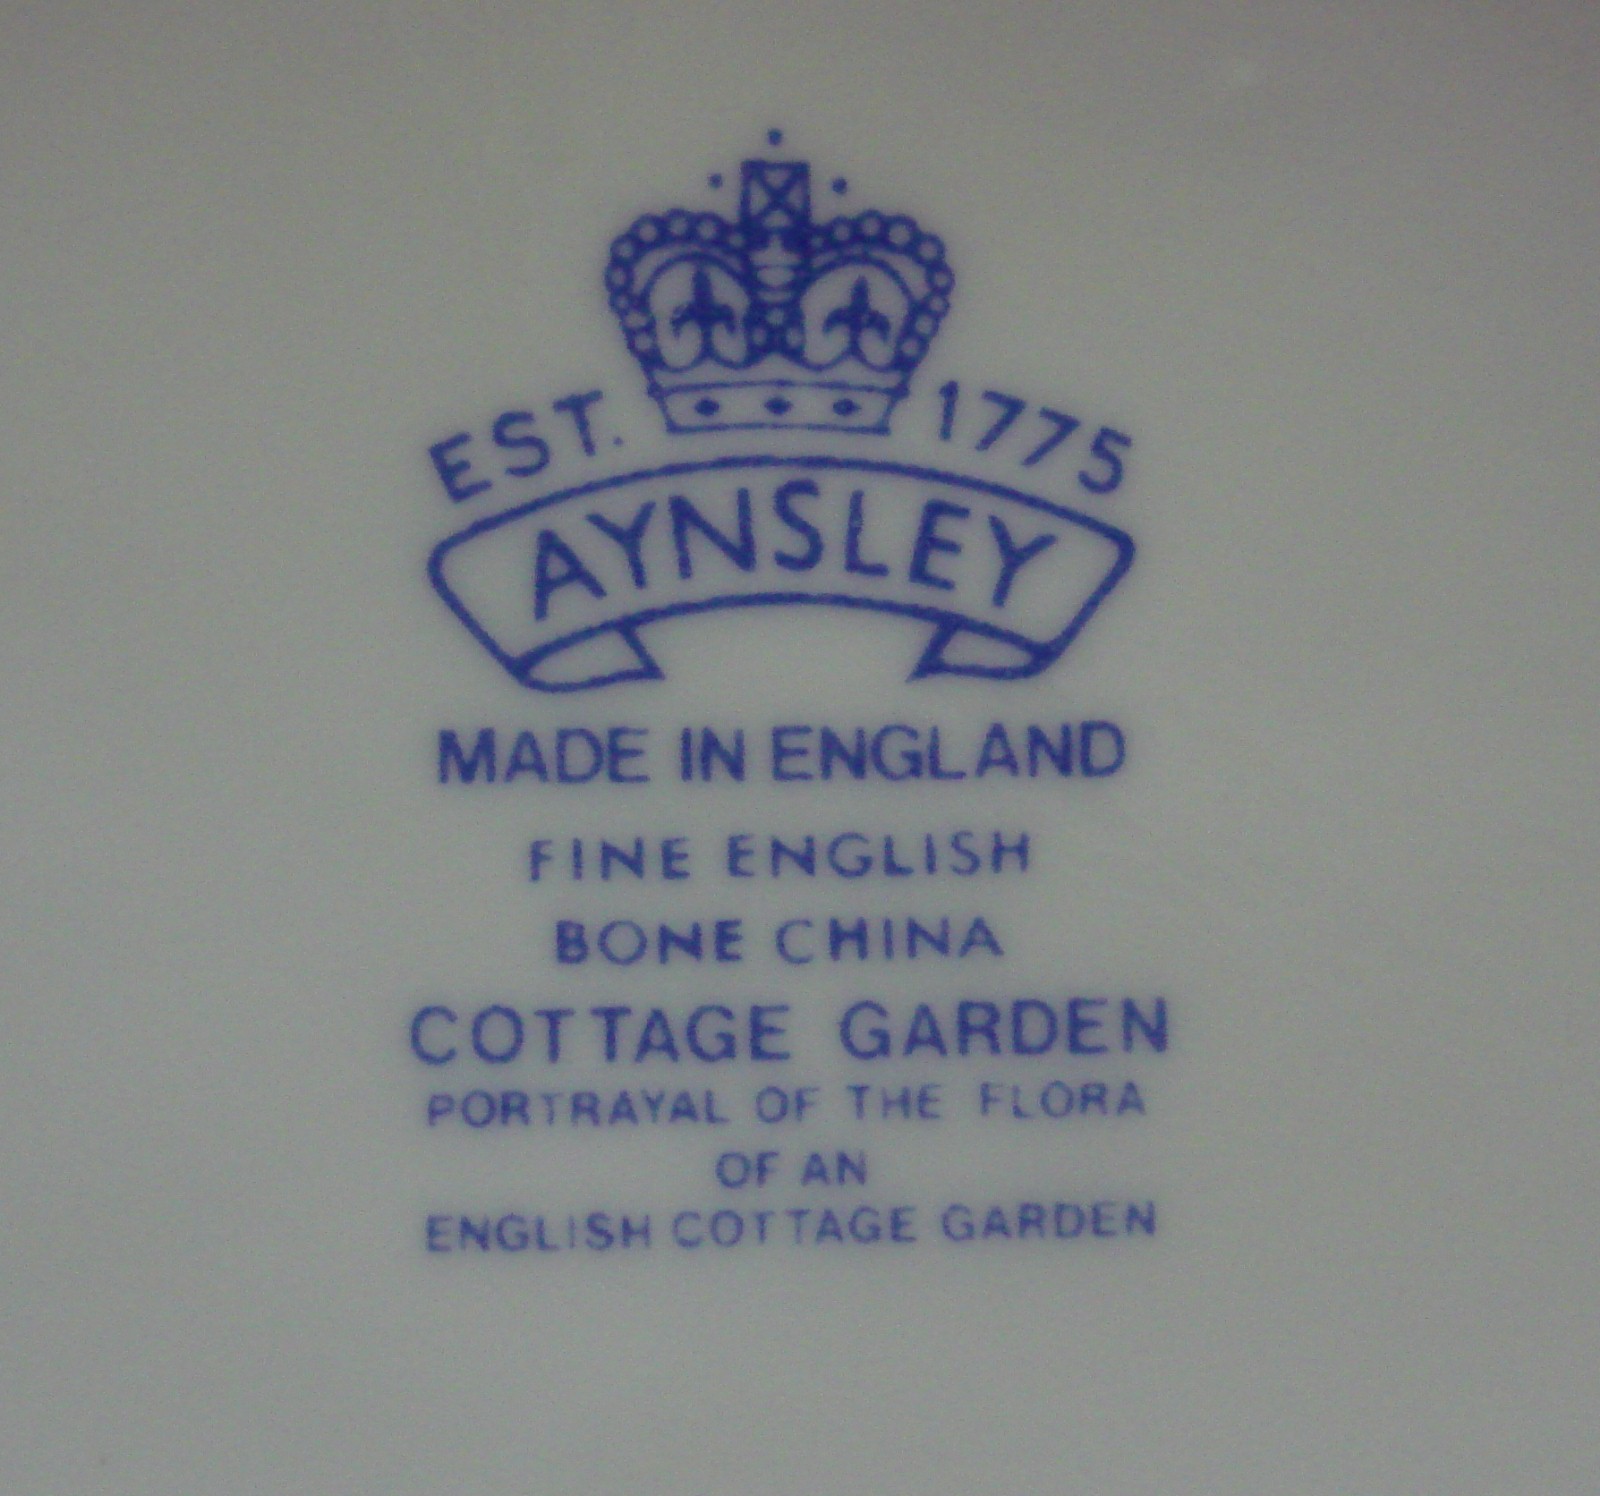 EST. 1775
AYNSLEY
MADE IN ENGLAND
FINE ENGLISH
BONE CHINA
COTTAGE GARDEN
PORTRAYAL OF THE FLORA
OF AN
ENGLISH COTTAGE GARDEN